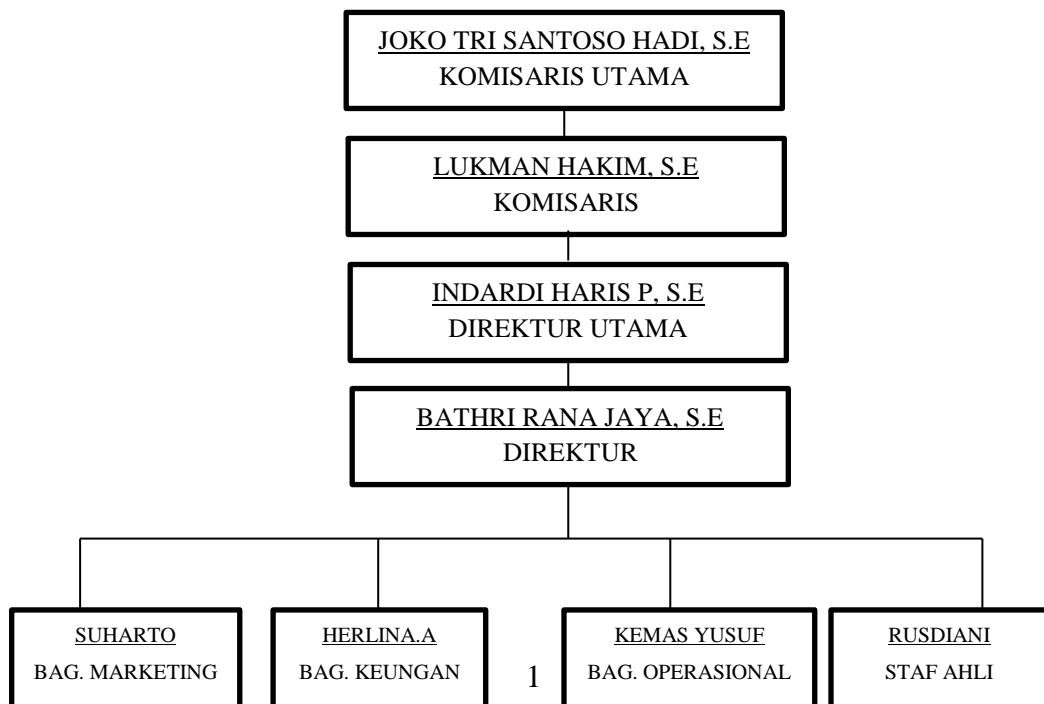 JOKO TRI SANTOSO HADI, S.E
KOMISARIS UTAMA
LUKMAN HAKIM, S.E
KOMISARIS
INDARDI HARIS P, S.E
DIREKTUR UTAMA
BATHRI RANA JAYA, S.E
DIREKTUR
SUHARTO
BAG. MARKETING
HERLINA.A
BAG. KEUNGAN
1
KEMAS YUSUF
BAG. OPERASIONAL
RUSDIANI
STAF AHLI